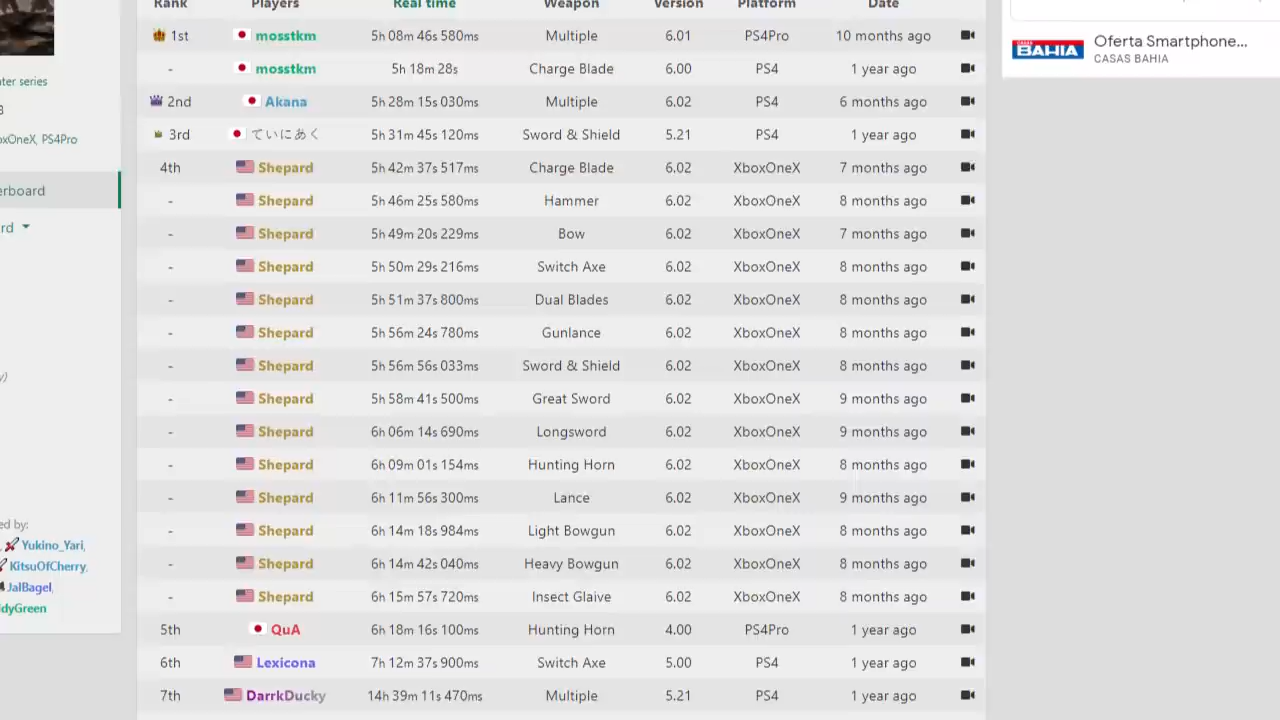 Rank Players Real time Weapon Version Platform Date
1st mosstkm 5h 08m 46s 580ms Multiple 6.01 PS4Pro 10 months ago
- mosstkm 5h 18m 28s Charge Blade 6.00 PS4 1 year ago
2nd Akana 5h 28m 15s 030ms Multiple 6.02 PS4 6 months ago
3rd ていにあく 5h 31m 45s 120ms Sword & Shield 5.21 PS4 1 year ago
4th Shepard 5h 42m 37s 517ms Charge Blade 6.02 XboxOneX 7 months ago
- Shepard 5h 46m 25s 580ms Hammer 6.02 XboxOneX 8 months ago
- Shepard 5h 49m 20s 229ms Bow 6.02 XboxOneX 7 months ago
- Shepard 5h 50m 29s 216ms Switch Axe 6.02 XboxOneX 8 months ago
- Shepard 5h 51m 37s 800ms Dual Blades 6.02 XboxOneX 8 months ago
- Shepard 5h 56m 24s 780ms Gunlance 6.02 XboxOneX 8 months ago
- Shepard 5h 56m 56s 033ms Sword & Shield 6.02 XboxOneX 8 months ago
- Shepard 5h 58m 41s 500ms Great Sword 6.02 XboxOneX 9 months ago
- Shepard 6h 06m 14s 690ms Longsword 6.02 XboxOneX 9 months ago
- Shepard 6h 09m 01s 154ms Hunting Horn 6.02 XboxOneX 8 months ago
- Shepard 6h 11m 56s 300ms Lance 6.02 XboxOneX 9 months ago
- Shepard 6h 14m 18s 984ms Light Bowgun 6.02 XboxOneX 8 months ago
- Shepard 6h 14m 42s 040ms Heavy Bowgun 6.02 XboxOneX 8 months ago
- Shepard 6h 15m 57s 720ms Insect Glaive 6.02 XboxOneX 8 months ago
5th QuA 6h 18m 16s 100ms Hunting Horn 4.00 PS4Pro 1 year ago
6th Lexicona 7h 12m 37s 900ms Switch Axe 5.00 PS4 1 year ago
7th DarrkDucky 14h 39m 11s 470ms Multiple 5.21 PS4 1 year ago
nter series
8
oxOneX, PS4Pro
erboard
rd
y)
ed by:
Yukino_Yari,
KitsuOfCherry,
JalBagel,
ldyGreen
CASAS BAHIA
Oferta Smartphone...
CASAS BAHIA